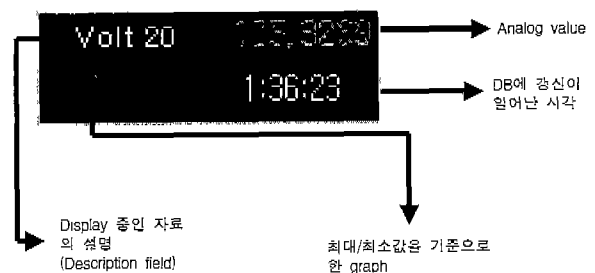 Volt 20
Analog value
1:36:23
DB에 갱신이
일어난 시각
Display 중인 자료
의 설명
(Description field)
최대/최소값을 기준으로
한 graph